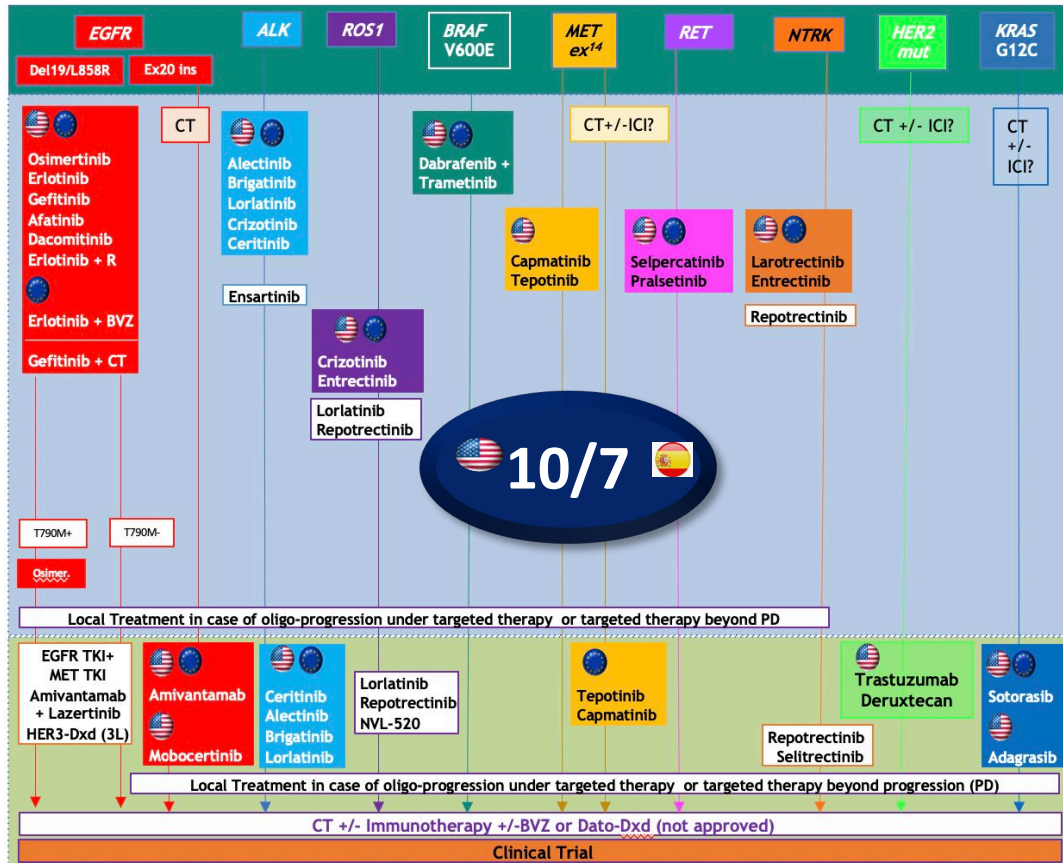 EGFR
ALK
ROS1
BRAF
V600E
MET
ex14
RET
NTRK
HER2
mut
KRAS
G12C
Del19/L858R
Ex20 ins
Osimertinib
Erlotinib
Gefitinib
Afatinib
Dacomitinib
Erlotinib + R
Erlotinib + BVZ
Gefitinib + CT
CT
Alectinib
Brigatinib
Lorlatinib
Crizotinib
Ceritinib
Ensartinib
Crizotinib
Entrectinib
Lorlatinib
Repotrectinib
Dabrafenib +
Trametinib
CT+/-ICI?
Capmatinib
Tepotinib
Selpercatinib
Pralsetinib
Larotrectinib
Entrectinib
Repotrectinib
CT +/- ICI?
CT
+/-
ICI?
10/7
T790M+
T790M-
Osimer.
Local Treatment in case of oligo-progression under targeted therapy or targeted therapy beyond PD
EGFR TKI+
MET TKI
Amivantamab
+ Lazertinib
HER3-Dxd (3L)
Amivantamab
Mobocertinib
Ceritinib
Alectinib
Brigatinib
Lorlatinib
Lorlatinib
Repotrectinib
NVL-520
Tepotinib
Capmatinib
Repotrectinib
Selitrectinib
Trastuzumab
Deruxtecan
Sotorasib
Adagrasib
Local Treatment in case of oligo-progression under targeted therapy or targeted therapy beyond progression (PD)
CT +/- Immunotherapy +/-BVZ or Dato-Dxd (not approved)
Clinical Trial